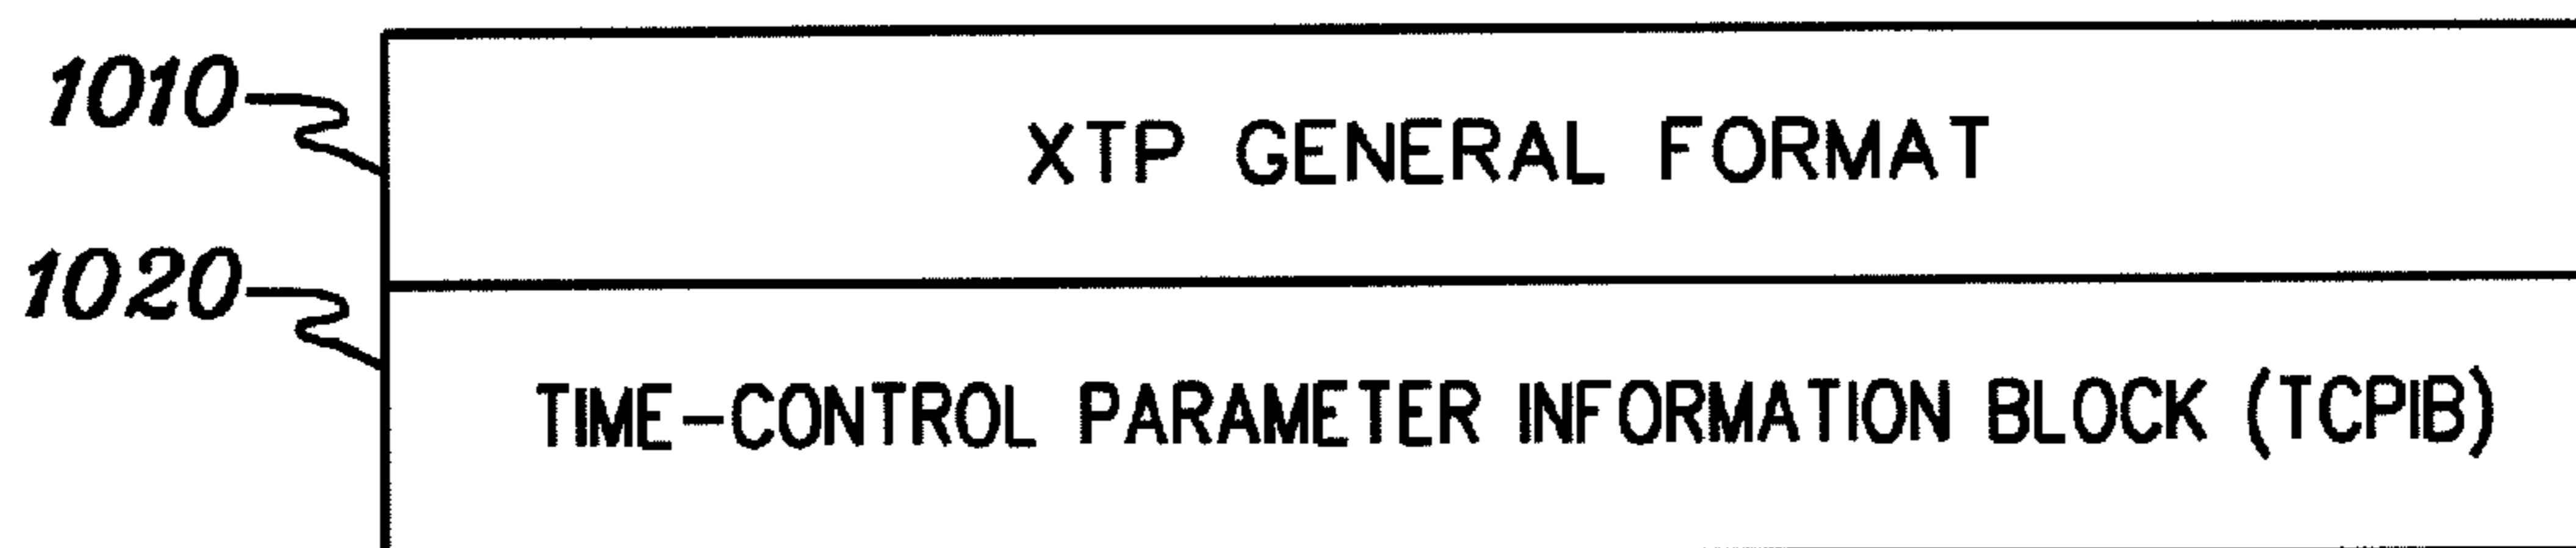 1010 XTP GENERAL FORMAT
1020 TIME-CONTROL PARAMETER INFORMATION BLOCK (TCPIB)